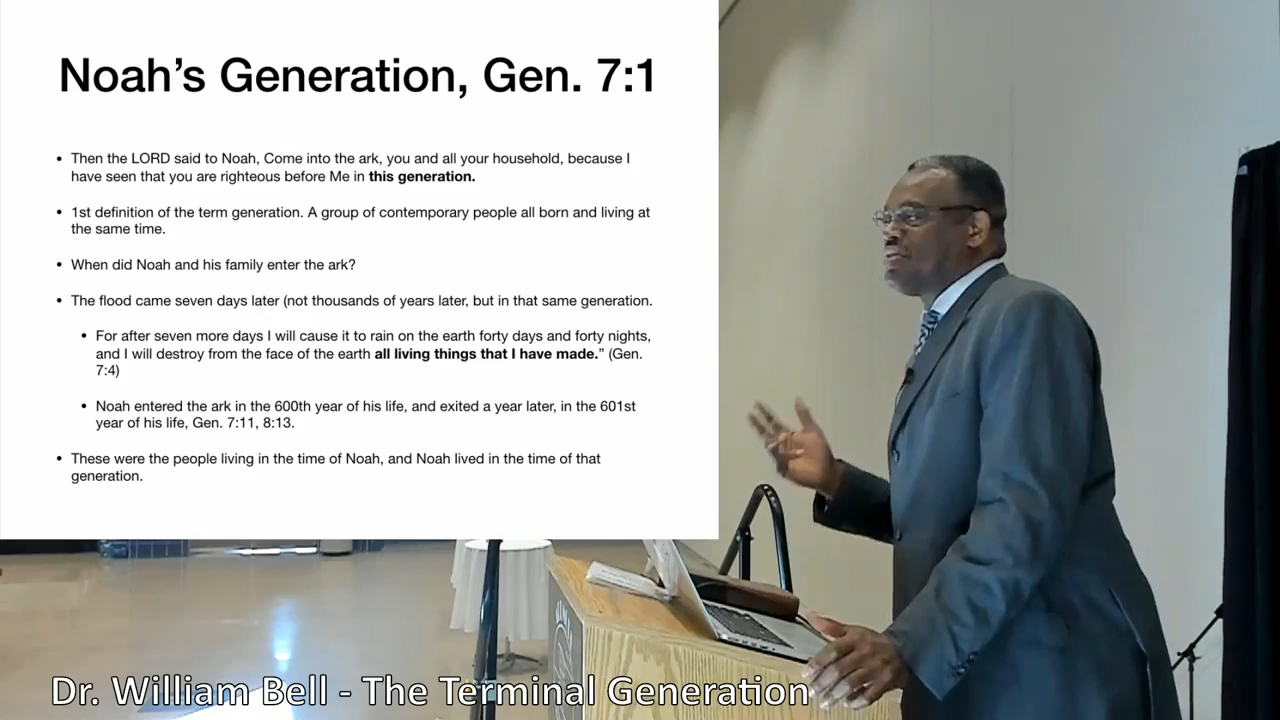 Noah’s Generation, Gen. 7:1
• Then the LORD said to Noah, Come into the ark, you and all your household, because I
have seen that you are righteous before Me in this generation.
• 1st definition of the term generation. A group of contemporary people all born and living at
the same time.
• When did Noah and his family enter the ark?
• The flood came seven days later (not thousands of years later, but in that same generation.
• For after seven more days I will cause it to rain on the earth forty days and forty nights,
and I will destroy from the face of the earth all living things that I have made.” (Gen.
7:4)
• Noah entered the ark in the 600th year of his life, and exited a year later, in the 601st
year of his life, Gen. 7:11, 8:13.
• These were the people living in the time of Noah, and Noah lived in the time of that
generation.
Dr. William Bell - The Terminal Generation